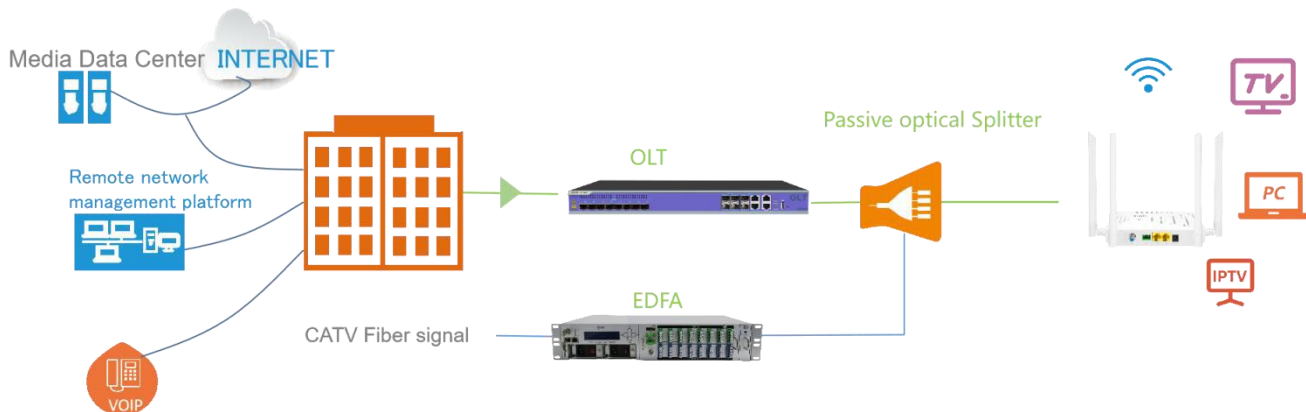 Media Data Center INTERNET
Remote network
management platform
VOIP
OLT
OLT
EDFA
CATV Fiber signal
Passive optical Splitter
TV
PC
IPTV